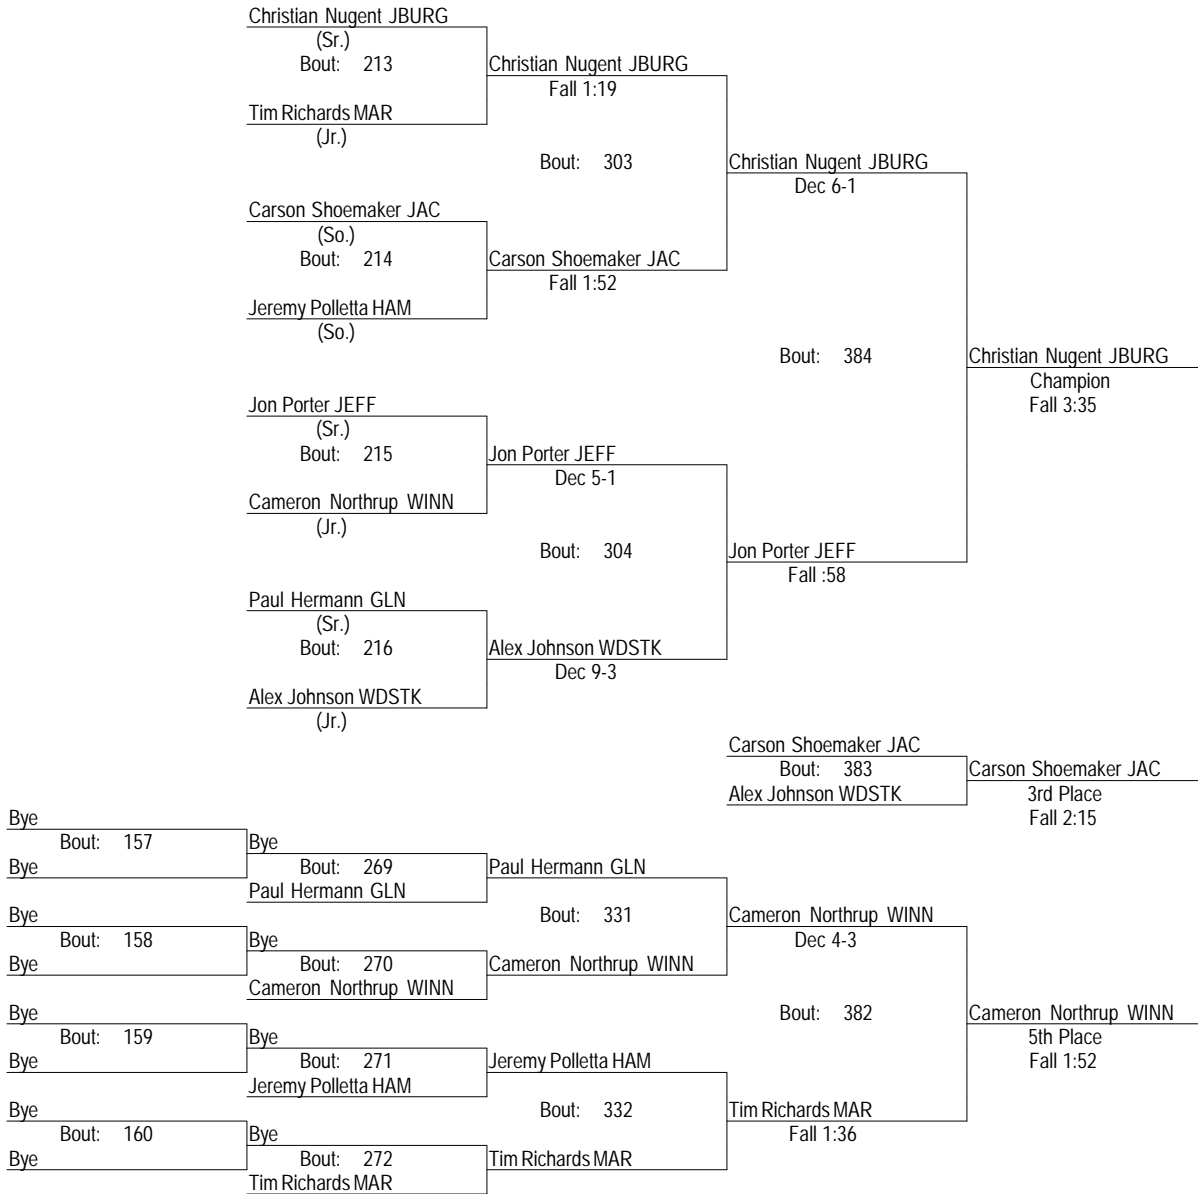 Christian Nugent JBURG
(Sr.)
Bout: 213
Christian Nugent JBURG
Fall 1:19
Tim Richards MAR
(Jr.)
Bout: 303
Christian Nugent JBURG
Dec 6-1
Carson Shoemaker JAC
(So.)
Bout: 214
Carson Shoemaker JAC
Fall 1:52
Jeremy Polletta HAM
(So.)
Bout: 384
Christian Nugent JBURG
Champion
Fall 3:35
Jon Porter JEFF
(Sr.)
Bout: 215
Jon Porter JEFF
Dec 5-1
Cameron Northrup WINN
(Jr.)
Bout: 304
Jon Porter JEFF
Fall :58
Paul Hermann GLN
(Sr.)
Bout: 216
Alex Johnson WDSTK
Dec 9-3
Alex Johnson WDSTK
(Jr.)
Carson Shoemaker JAC
Bout: 383
Carson Shoemaker JAC
Alex Johnson WDSTK
3rd Place
Fall 2:15
Bye
Bout: 157
Bye
Bye
Bout: 269
Paul Hermann GLN
Paul Hermann GLN
Bye
Bout: 331
Cameron Northrup WINN
Dec 4-3
Bout: 158
Bye
Bye
Bout: 270
Cameron Northrup WINN
Cameron Northrup WINN
Bye
Bout: 382
Cameron Northrup WINN
5th Place
Fall 1:52
Bout: 159
Bye
Bye
Bout: 271
Jeremy Polletta HAM
Jeremy Polletta HAM
Bye
Bout: 332
Tim Richards MAR
Fall 1:36
Bout: 160
Bye
Bye
Bout: 272
Tim Richards MAR
Tim Richards MAR